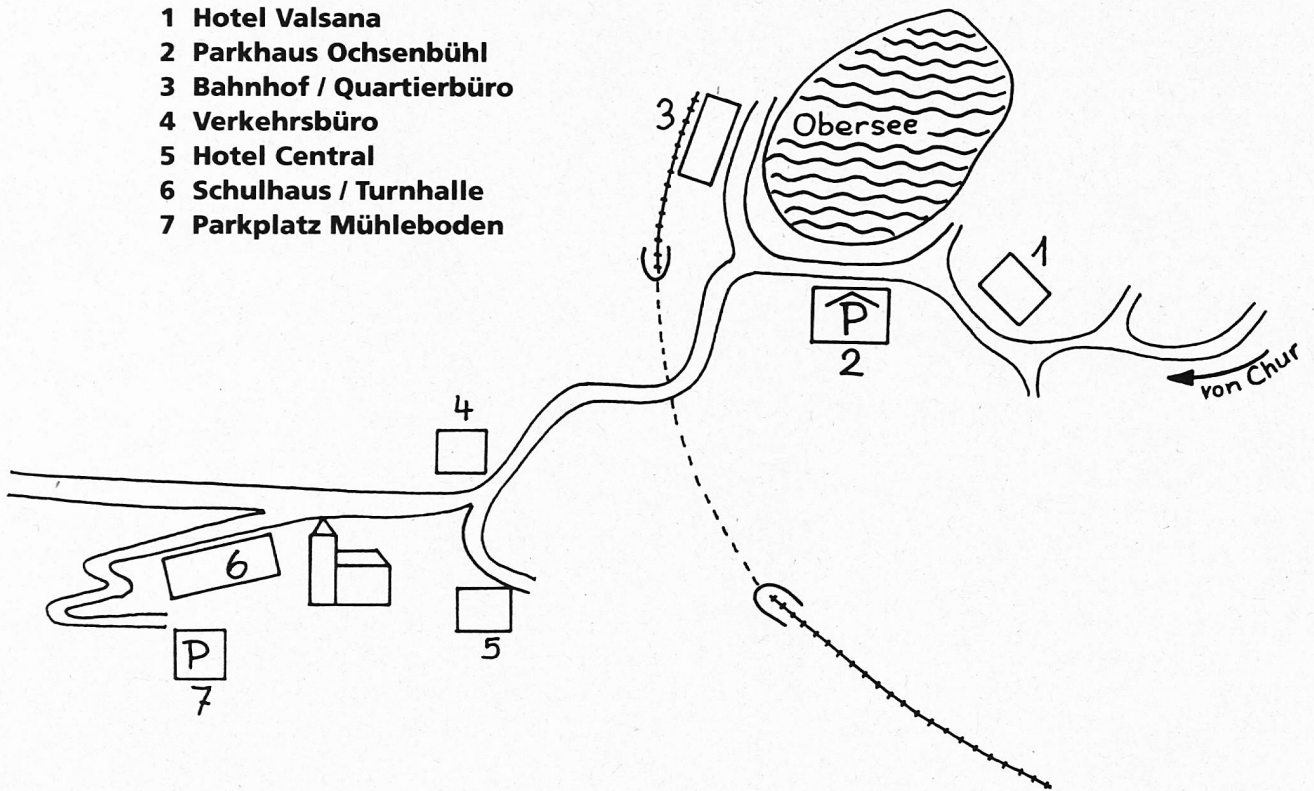 1 Hotel Valsana
2 Parkhaus Ochsenbühl
3 Bahnhof / Quartierbüro
4 Verkehrsbüro
5 Hotel Central
6 Schulhaus / Turnhalle
7 Parkplatz Mühleboden
3
Obersee
1
P
2
von Chur
4
6
5
P
7